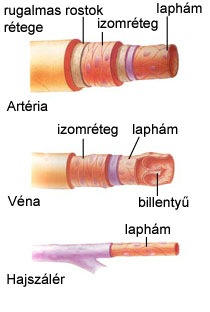 rugalmas rostok
rétege
izomréteg
laphám
Artéria
izomréteg
laphám
Véna
billentyű
laphám
Hajszálér